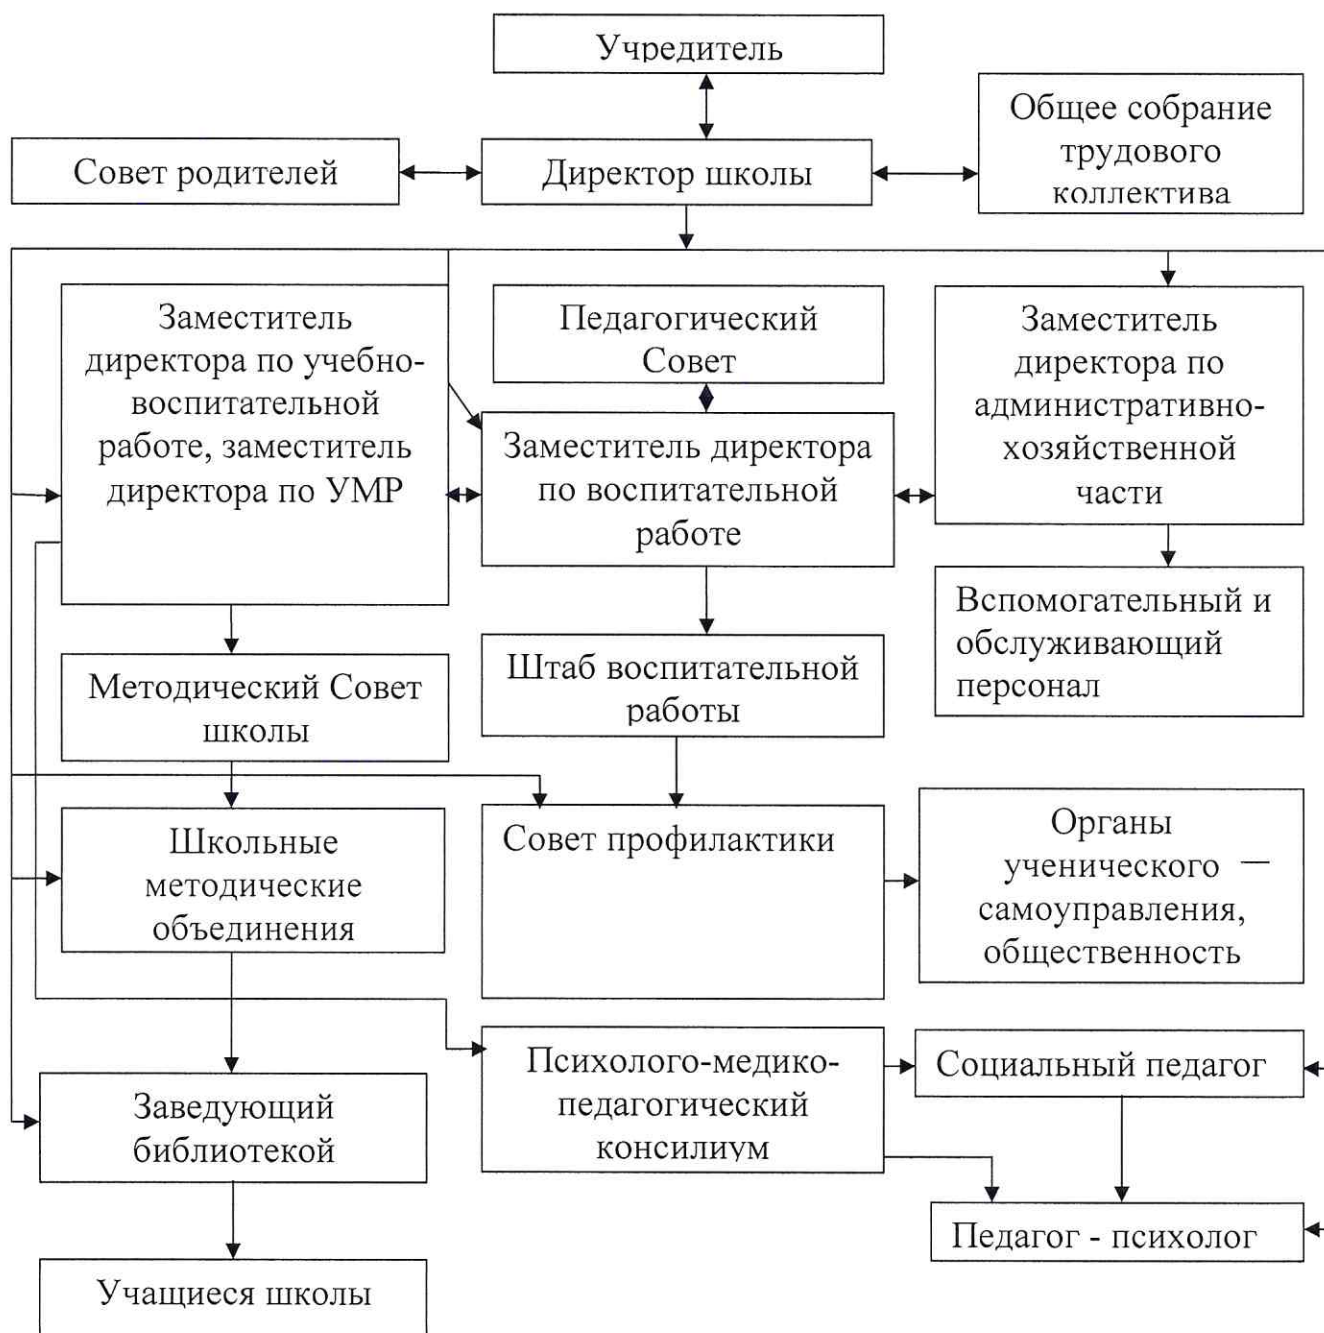 Учредитель
Общее собрание
трудового
коллектива
Совет родителей
Директор школы
Заместитель
директора по учебно-
воспитательной
работе, заместитель
директора по УМР
Педагогический
Совет
Заместитель
директора по
административно-
хозяйственной
части
Заместитель директора
по воспитательной
работе
Вспомогательный и
обслуживающий
персонал
Методический Совет
школы
Штаб воспитательной
работы
Школьные
методические
объединения
Совет профилактики
Органы
ученического —
самоуправления,
общественность
Психолого-медико-
педагогический
консилиум
Социальный педагог
Заведующий
библиотекой
Педагог - психолог
Учащиеся школы